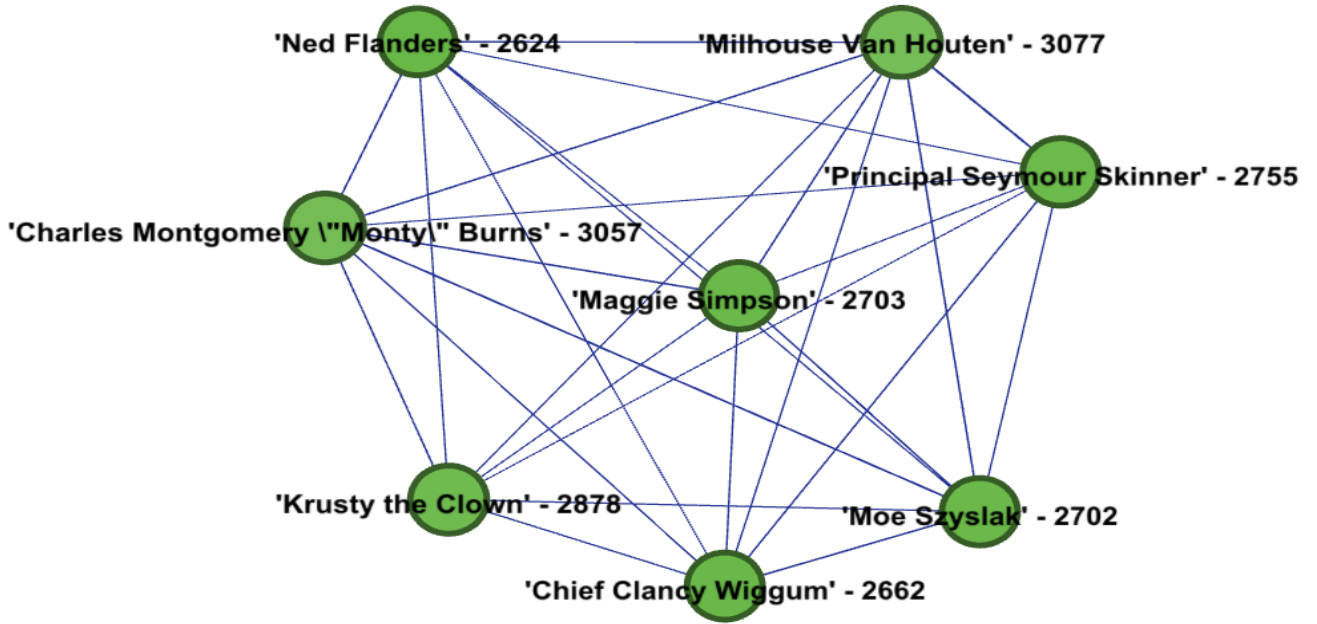 'Ned Flanders' - 2624
'Milhouse Van Houten' - 3077
'Principal Seymour Skinner' - 2755
'Charles Montgomery \"Monty\" Burns' - 3057
'Maggie Simpson' - 2703
'Krusty the Clown' - 2878
'Moe Szyslak' - 2702
'Chief Clancy Wiggum' - 2662